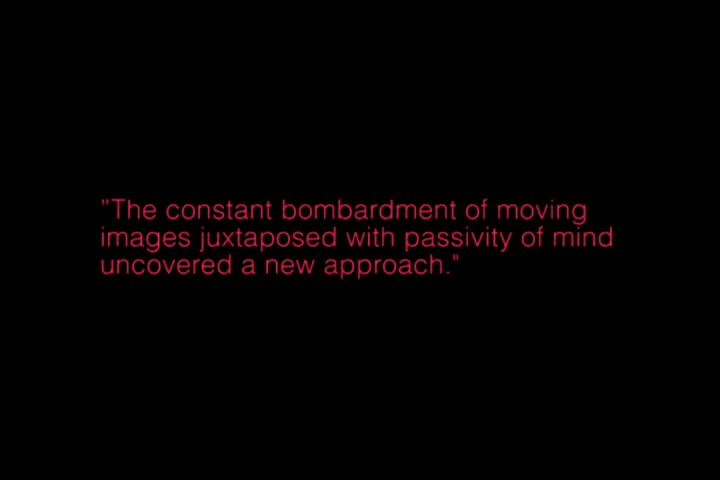 "The constant bombardment of moving
images juxtaposed with passivity of mind
uncovered a new approach."